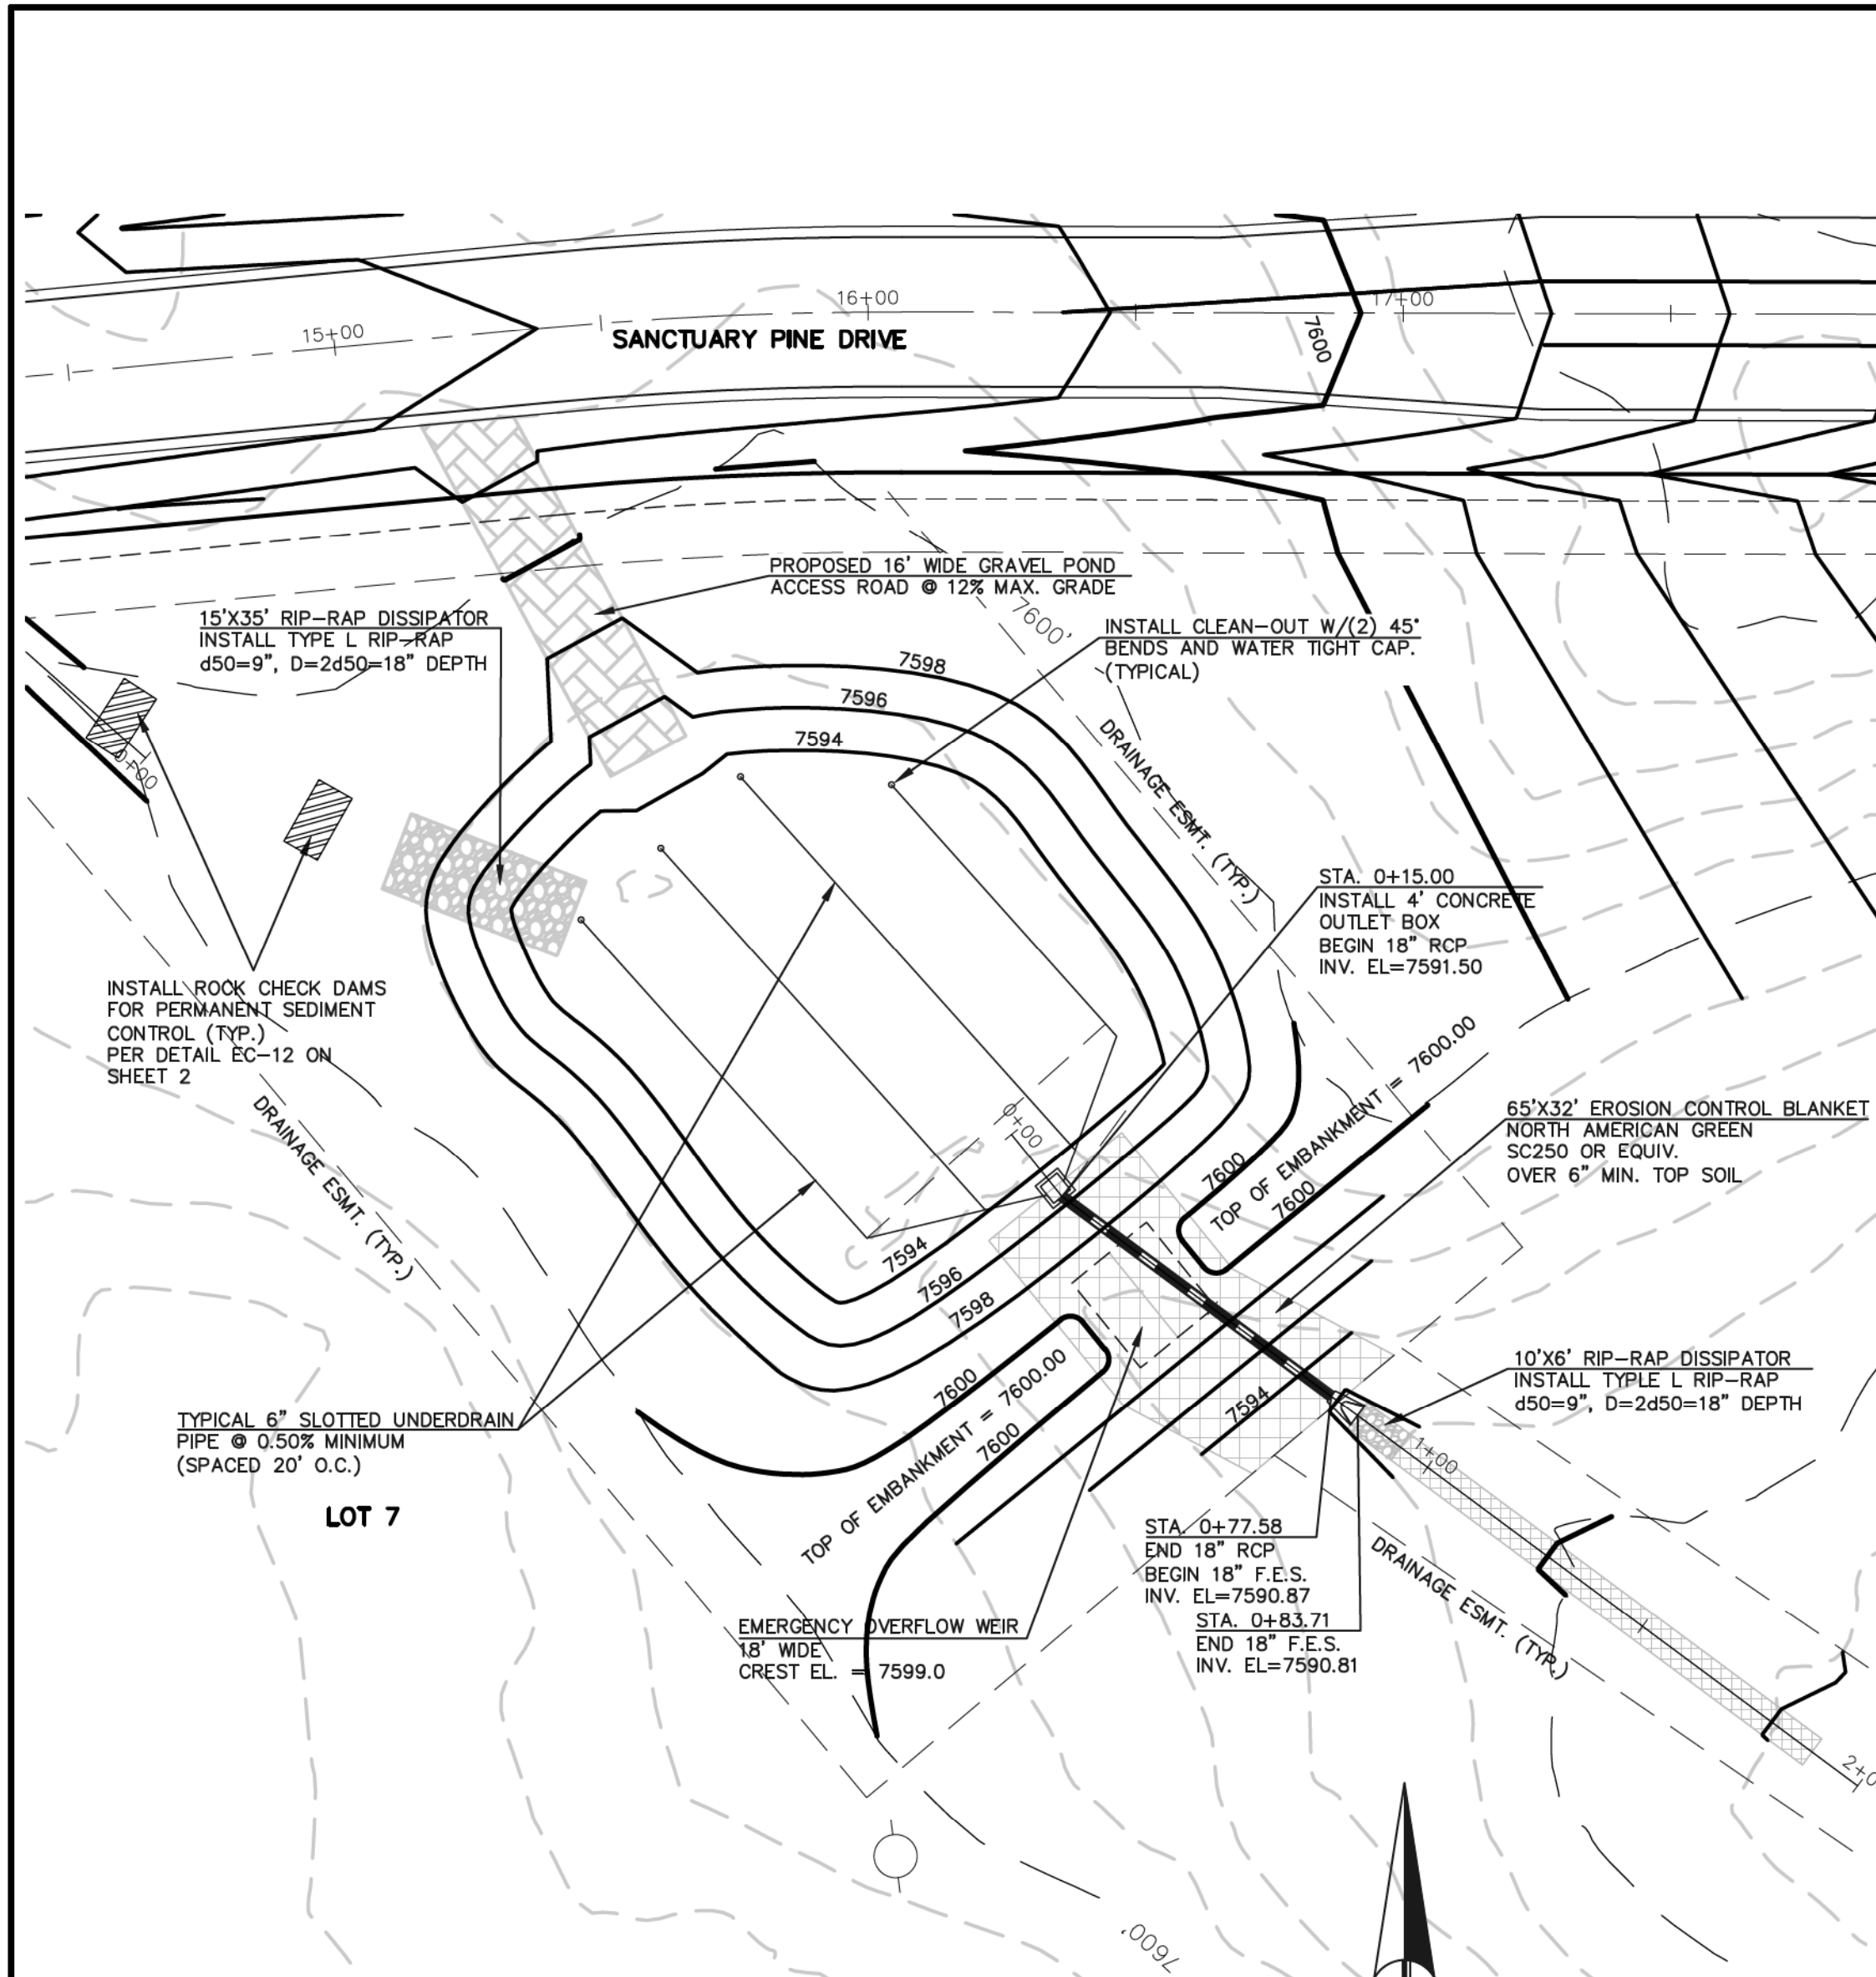 16+00
17+00
15+00
SANCTUARY PINE DRIVE
7600
PROPOSED 16' WIDE GRAVEL POND
ACCESS ROAD @ 12% MAX. GRADE
7600'
15'X35' RIP-RAP DISSIPATOR
INSTALL TYPE L RIP-RAP
d50=9", D=2d50=18" DEPTH
INSTALL CLEAN-OUT W/(2) 45°
BENDS AND WATER TIGHT CAP.
(TYPICAL)
7598
7596
7594
0+00
DRAINAGE ESMT. (TYP.)
STA. 0+15.00
INSTALL 4' CONCRETE
OUTLET BOX
BEGIN 18" RCP
INV. EL=7591.50
INSTALL ROCK CHECK DAMS
FOR PERMANENT SEDIMENT
CONTROL (TYP.)
PER DETAIL EC-12 ON
SHEET 2
DRAINAGE ESMT. (TYP.)
0+00
7600
TOP OF EMBANKMENT = 7600.00
7600
65'X32' EROSION CONTROL BLANKET
NORTH AMERICAN GREEN
SC250 OR EQUIV.
OVER 6" MIN. TOP SOIL
7594
7596
7598
7600
TOP OF EMBANKMENT = 7600.00
7600
7594
10'X6' RIP-RAP DISSIPATOR
INSTALL TYPLE L RIP-RAP
d50=9", D=2d50=18" DEPTH
1+00
TYPICAL 6" SLOTTED UNDERDRAIN
PIPE @ 0.50% MINIMUM
(SPACED 20' O.C.)
LOT 7
STA. 0+77.58
END 18" RCP
BEGIN 18" F.E.S.
INV. EL=7590.87
STA. 0+83.71
END 18" F.E.S.
INV. EL=7590.81
DRAINAGE ESMT. (TYP.)
EMERGENCY OVERFLOW WEIR
18' WIDE
CREST EL. = 7599.0
2+0
7600'